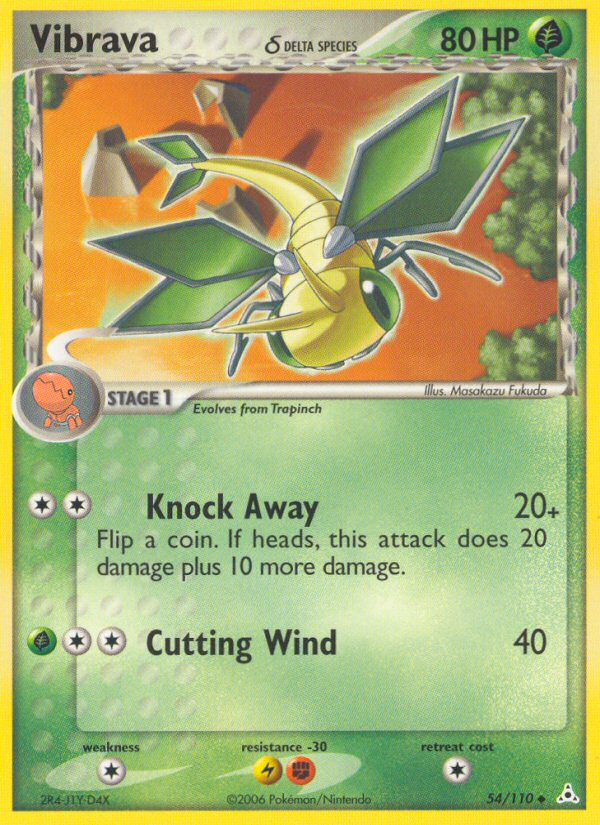 Vibrava δ DELTA SPECIES 80 HP
Illus. Masakazu Fukuda
STAGE 1
Evolves from Trapinch
Knock Away 20+
Flip a coin. If heads, this attack does 20
damage plus 10 more damage.
Cutting Wind 40
weakness resistance -30 retreat cost
2R4-J1Y-D4X ©2006 Pokémon/Nintendo 54/110